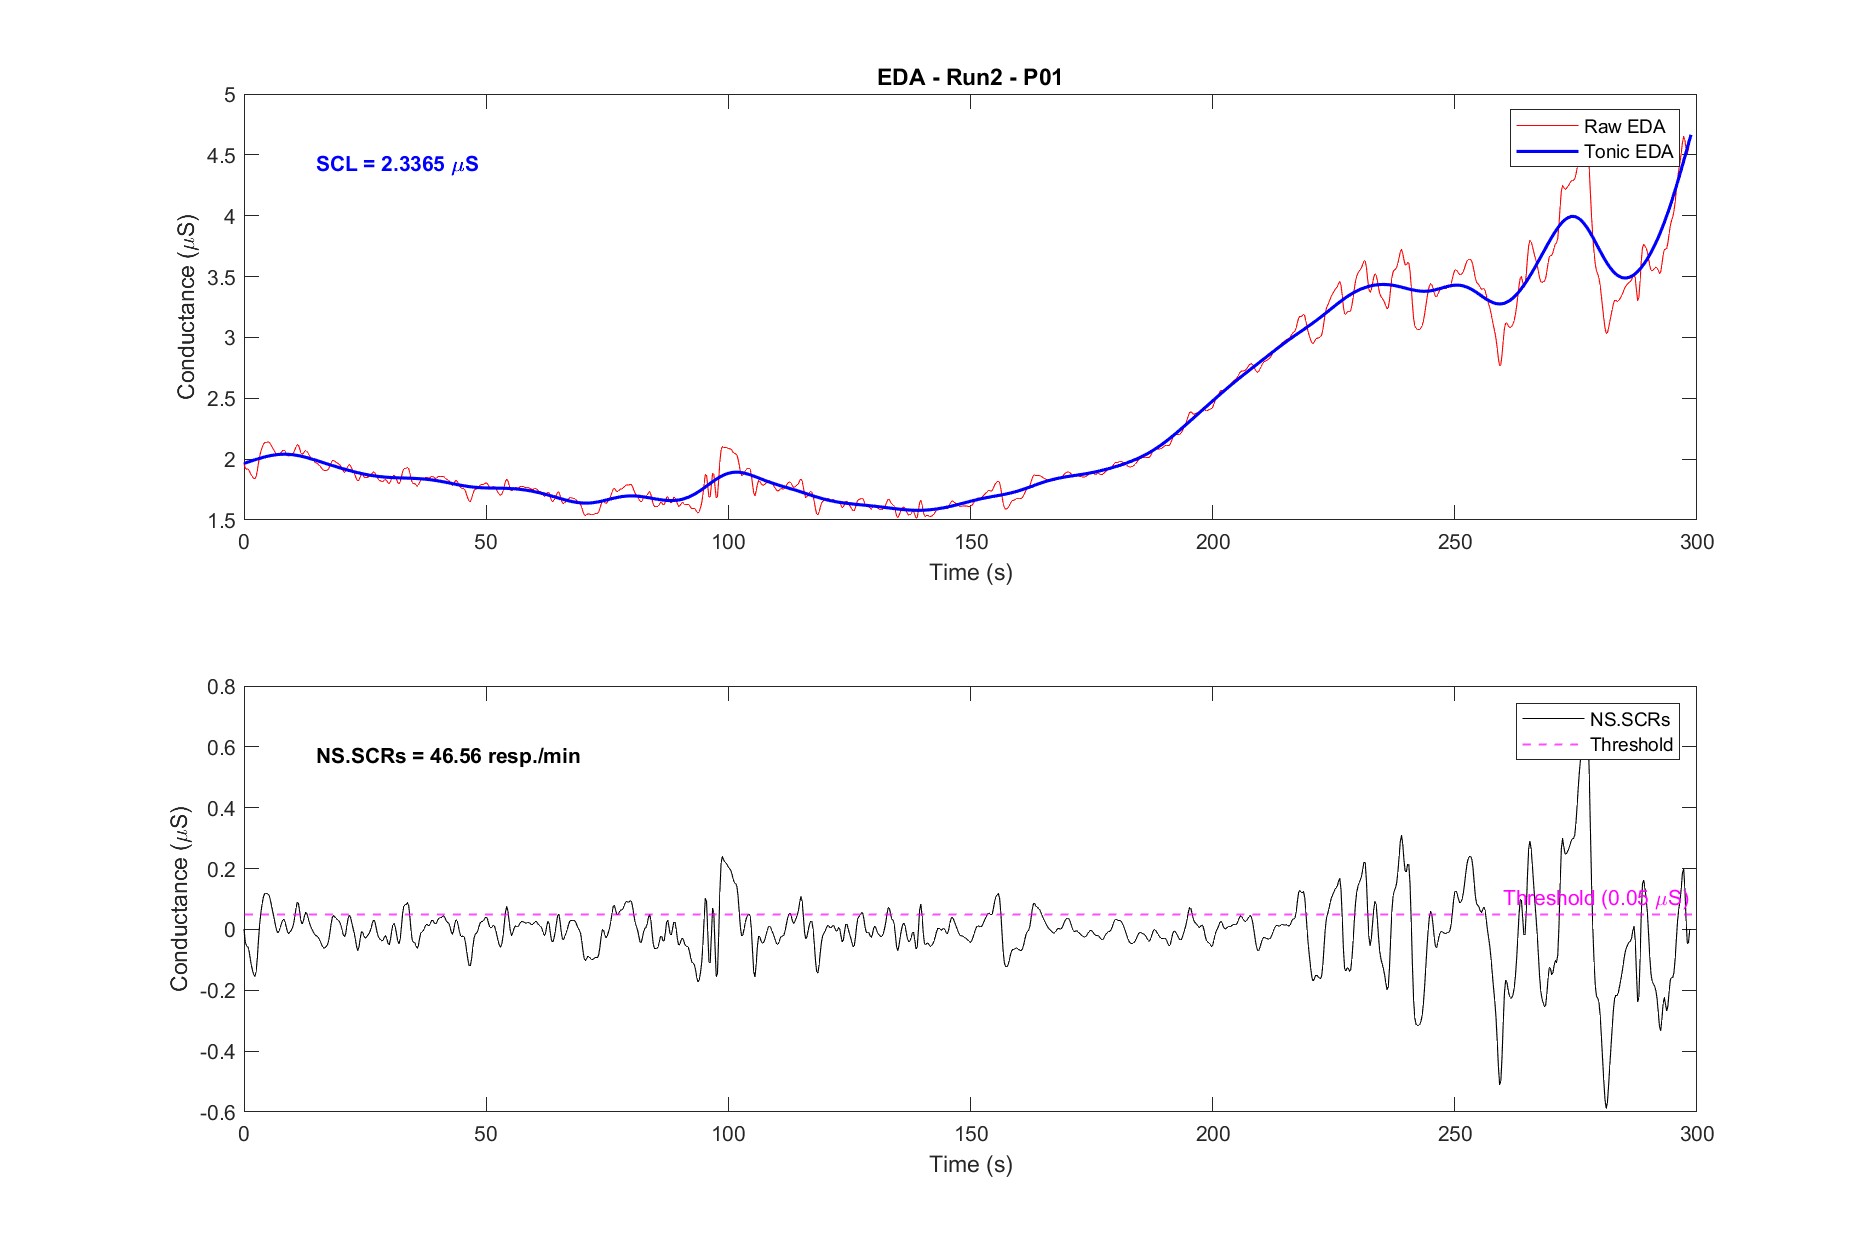 EDA - Run2 - P01
5
4.5
4
3.5
3
2.5
2
1.5
Conductance (μS)
SCL = 2.3365 μS
Raw EDA
Tonic EDA
0 50 100 150 200 250 300
Time (s)
0.8
0.6
0.4
0.2
0
-0.2
-0.4
-0.6
Conductance (μS)
NS.SCRs = 46.56 resp./min
NS.SCRs
Threshold
Threshold (0.05 μS)
0 50 100 150 200 250 300
Time (s)